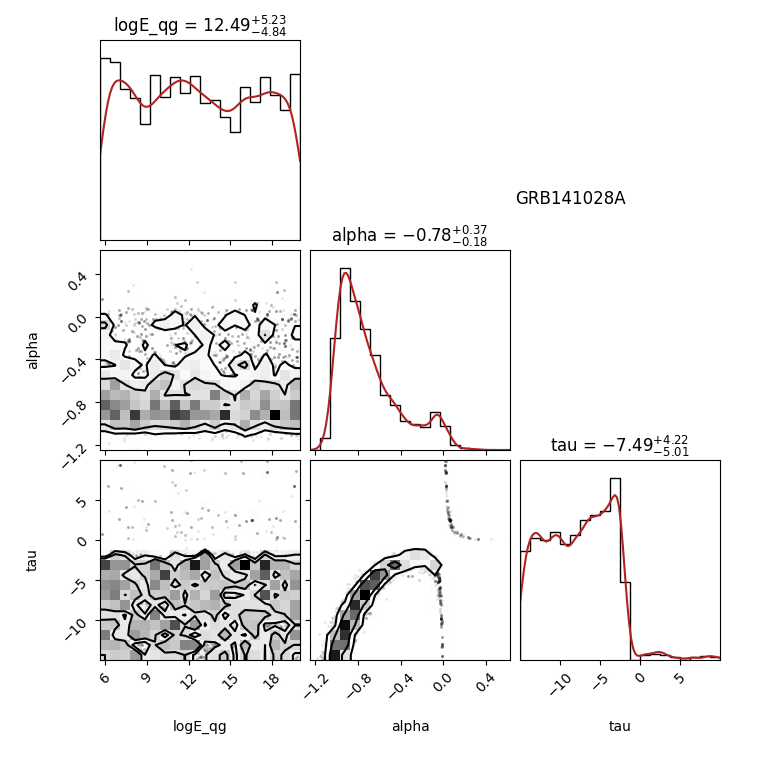 logE_qg = 12.49+5.23−4.84
GRB141028A
alpha = −0.78+0.37−0.18
alpha
0.4
0.0
−0.4
−0.8
−1.2
tau = −7.49+4.22−5.01
tau
5
0
−5
−10
6 9 12 15 18
−1.2 −0.8 −0.4 0.0 0.4
−10 −5 0 5
logE_qg alpha tau